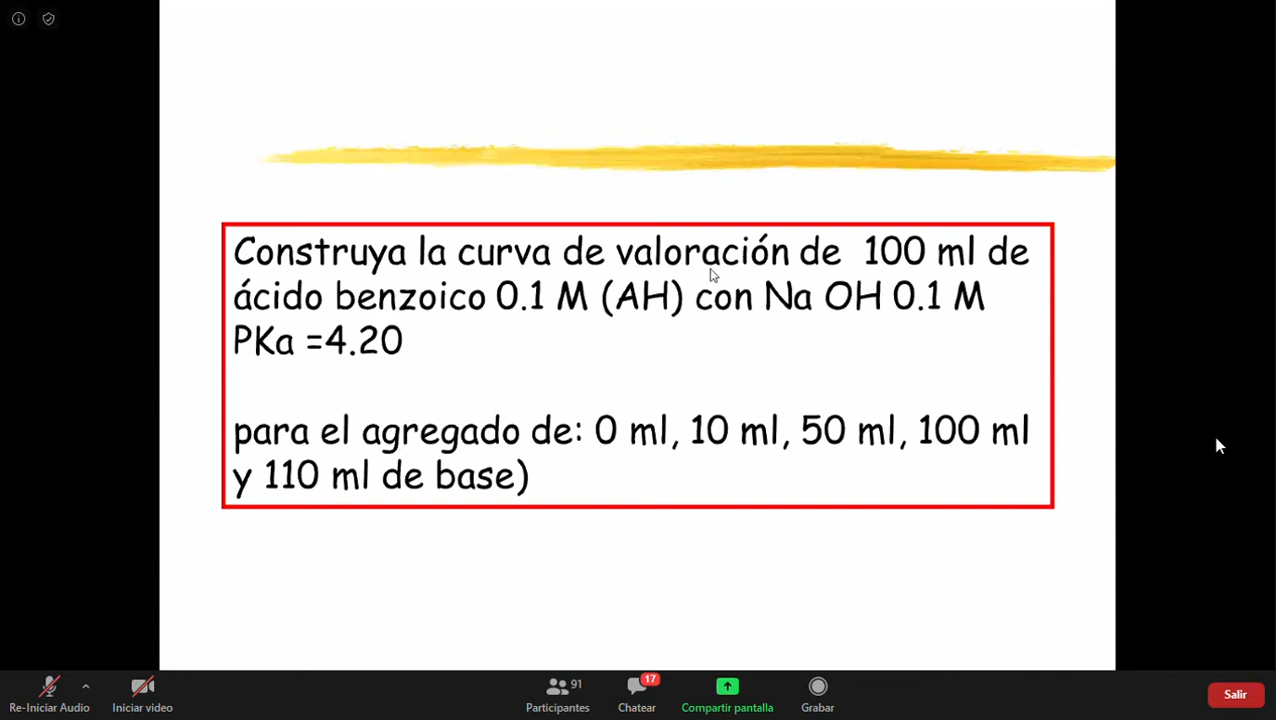 Construya la curva de valoración de 100 ml de
ácido benzoico 0.1 M (AH) con Na OH 0.1 M
PKa =4.20
para el agregado de: 0 ml, 10 ml, 50 ml, 100 ml
y 110 ml de base)
Re-Iniciar Audio
Iniciar video
91
Participantes
17
Chatear
Compartir pantalla
Grabar
Salir